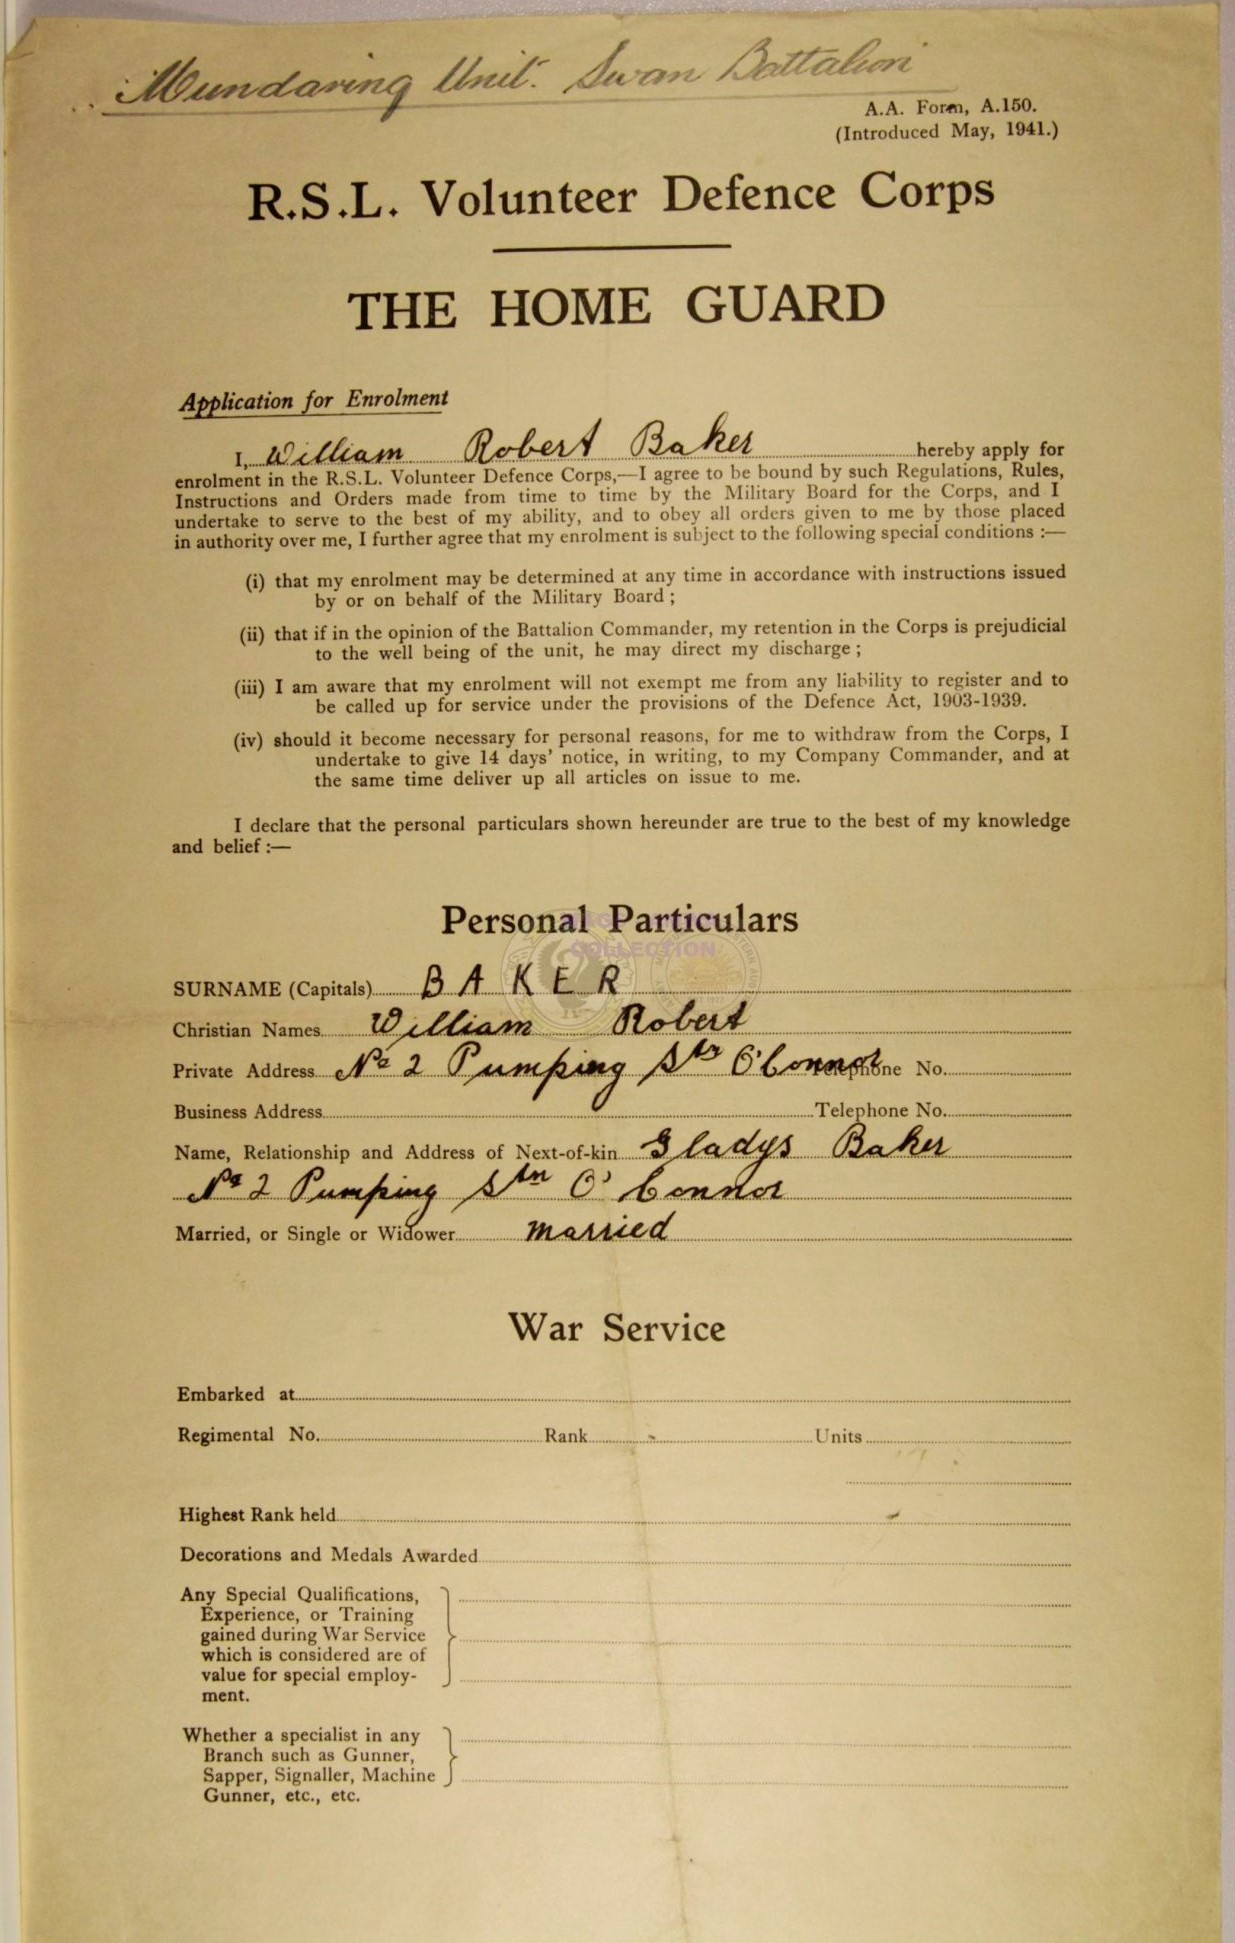 Mundaring Unit. Swan Battalion
A.A. Form, A.150.
(Introduced May, 1941.)
R.S.L. Volunteer Defence Corps
THE HOME GUARD
Application for Enrolment
I, William Robert Baker hereby apply for
enrolment in the R.S.L. Volunteer Defence Corps,—I agree to be bound by such Regulations, Rules,
Instructions and Orders made from time to time by the Military Board for the Corps, and I
undertake to serve to the best of my ability, and to obey all orders given to me by those placed
in authority over me, I further agree that my enrolment is subject to the following special conditions :—
(i) that my enrolment may be determined at any time in accordance with instructions issued
by or on behalf of the Military Board ;
(ii) that if in the opinion of the Battalion Commander, my retention in the Corps is prejudicial
to the well being of the unit, he may direct my discharge ;
(iii) I am aware that my enrolment will not exempt me from any liability to register and to
be called up for service under the provisions of the Defence Act, 1903-1939.
(iv) should it become necessary for personal reasons, for me to withdraw from the Corps, I
undertake to give 14 days' notice, in writing, to my Company Commander, and at
the same time deliver up all articles on issue to me.
I declare that the personal particulars shown hereunder are true to the best of my knowledge
and belief :—
Personal Particulars
COLLECTION
SURNAME (Capitals) BAKER
Christian Names William Robert
Private Address No 2 Pumping Stn O'Connor Telephone No.
Business Address Telephone No.
Name, Relationship and Address of Next-of-kin Gladys Baker
No 2 Pumping Stn O'Connor
Married, or Single or Widower married
War Service
Embarked at
Regimental No. Rank Units
Highest Rank held
Decorations and Medals Awarded
Any Special Qualifications,
Experience, or Training
gained during War Service
which is considered are of
value for special employ-
ment.
Whether a specialist in any
Branch such as Gunner,
Sapper, Signaller, Machine
Gunner, etc., etc.